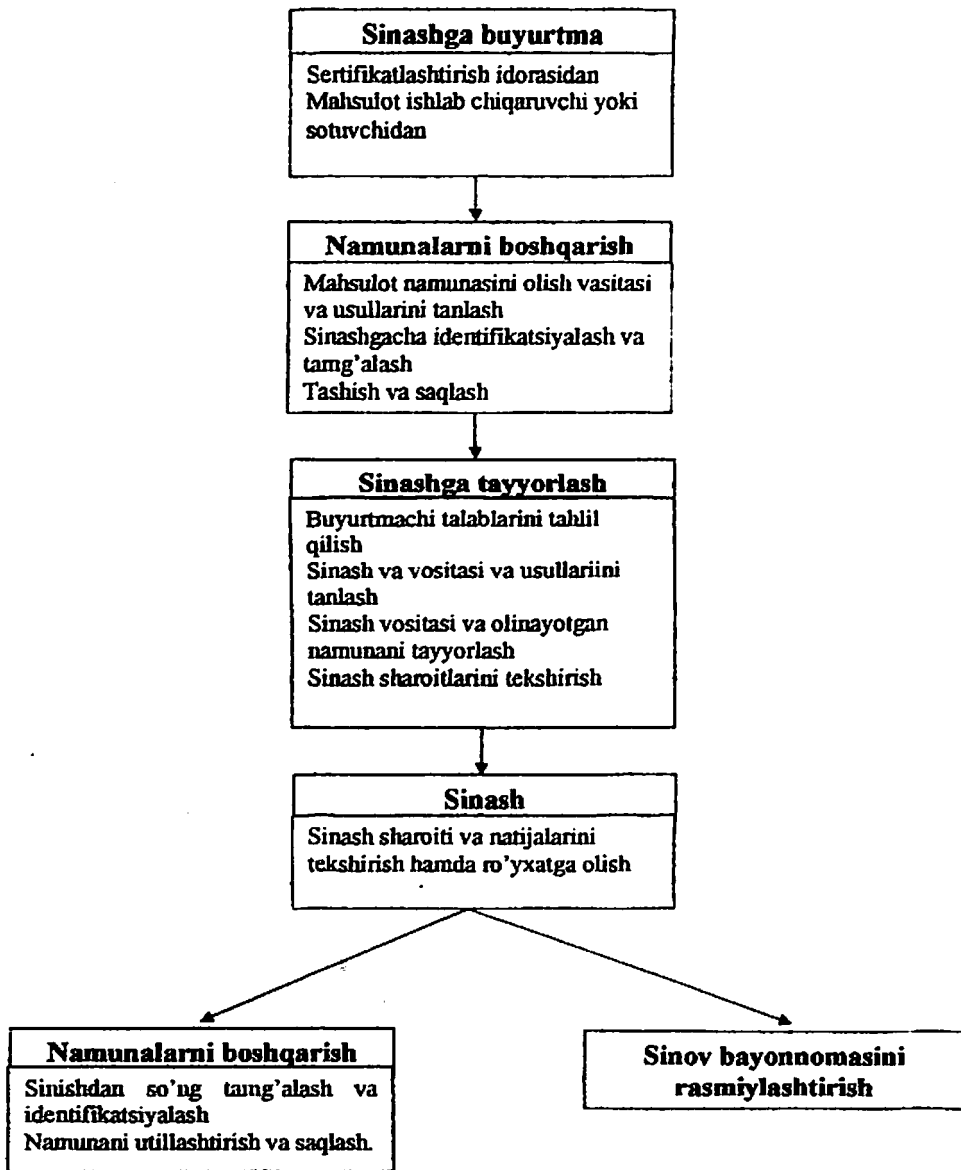 Sinashga buyurtma
Sertifikatlashtirish idorasidan
Mahsulot ishlab chiqaruvchi yoki
sotuvchidan
Namunalarni boshqarish
Mahsulot namunasini olish vasitasi
va usullarini tanlash
Sinashgacha identifikatsiyalash va
tamg'alash
Tashish va saqlash
Sinashga tayyorlash
Buyurtmachi talablarini tahlil
qilish
Sinash va vositasi va usullariini
tanlash
Sinash vositasi va olinayotgan
namunani tayyorlash
Sinash sharoitlarini tekshirish
Sinash
Sinash sharoiti va natijalarini
tekshirish hamda ro'yxatga olish
Namunalarni boshqarish
Sinishdan so'ng tamg'alash va
identifikatsiyalash
Namunani utillashtirish va saqlash.
Sinov bayonnomasini
rasmiylashtirish